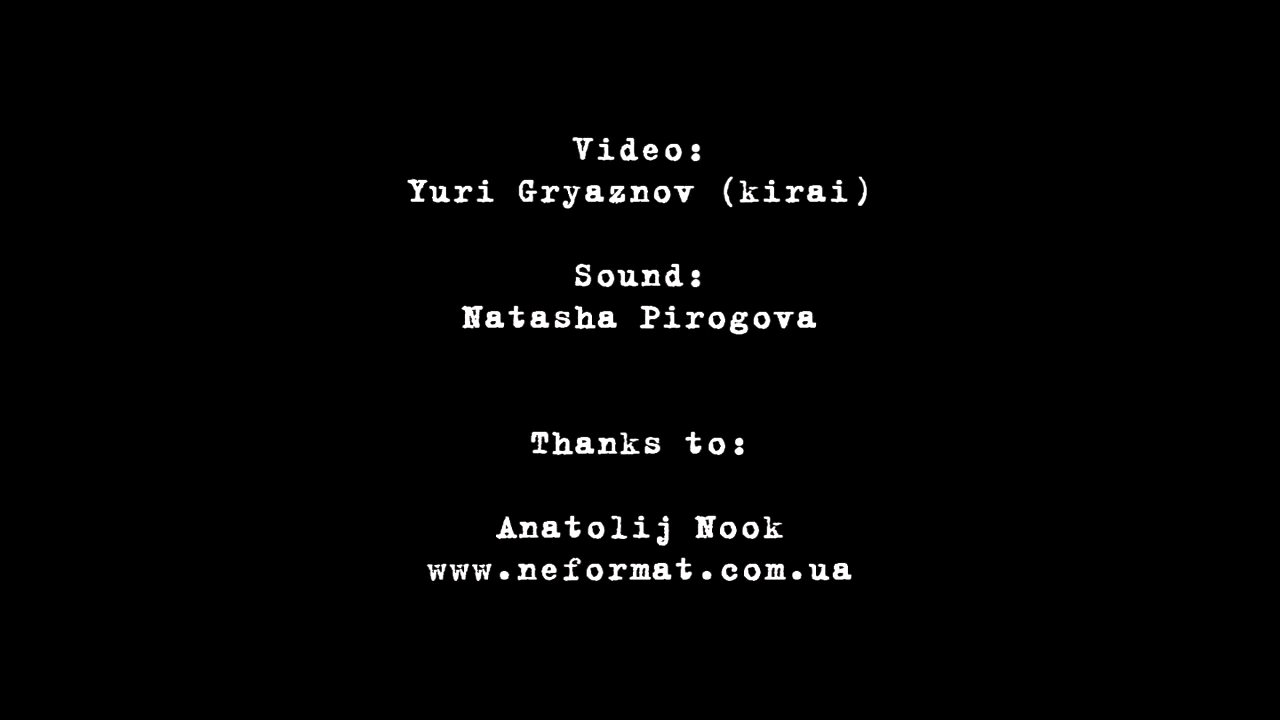 Video:
Yuri Gryaznov (kirai)
Sound:
Natasha Pirogova
Thanks to:
Anatolij Nook
www.neformat.com.ua